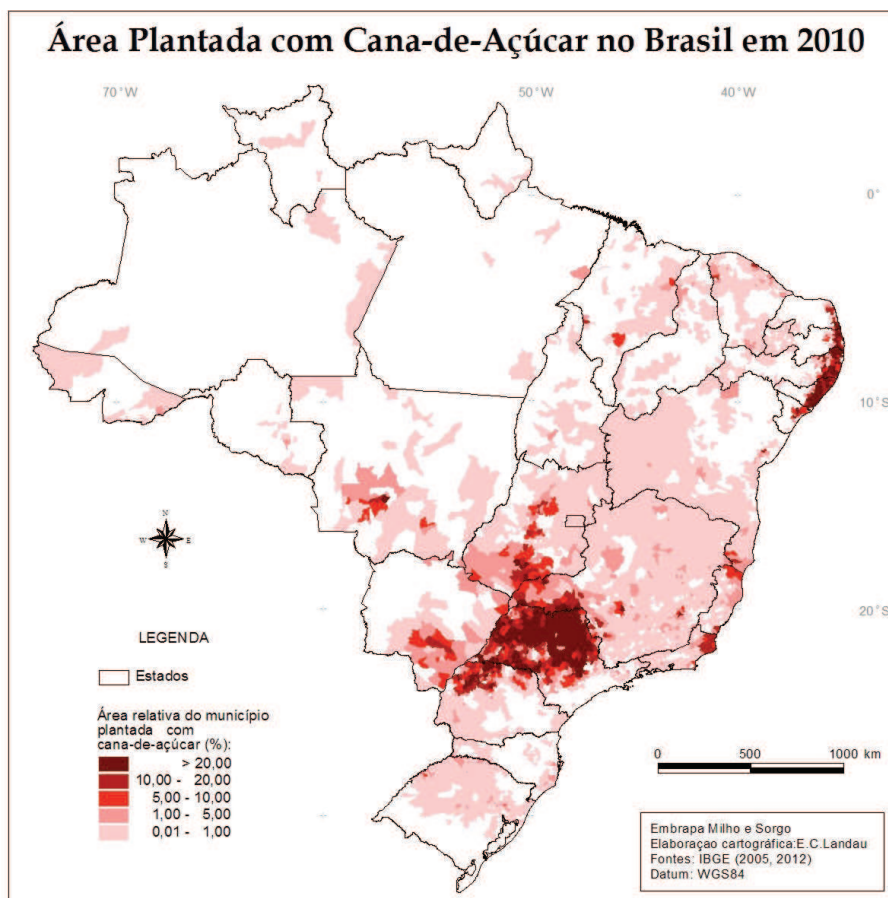 Área Plantada com Cana-de-Açúcar no Brasil em 2010
70°W 50°W 40°W
0°
10°S
20°S
N
W E
S
LEGENDA
Estados
Área relativa do município
plantada com
cana-de-açúcar (%):
> 20,00
10,00 - 20,00
5,00 - 10,00
1,00 - 5,00
0,01 - 1,00
0 500 1000 km
Embrapa Milho e Sorgo
Elaboraçao cartográfica:E.C.Landau
Fontes: IBGE (2005, 2012)
Datum: WGS84